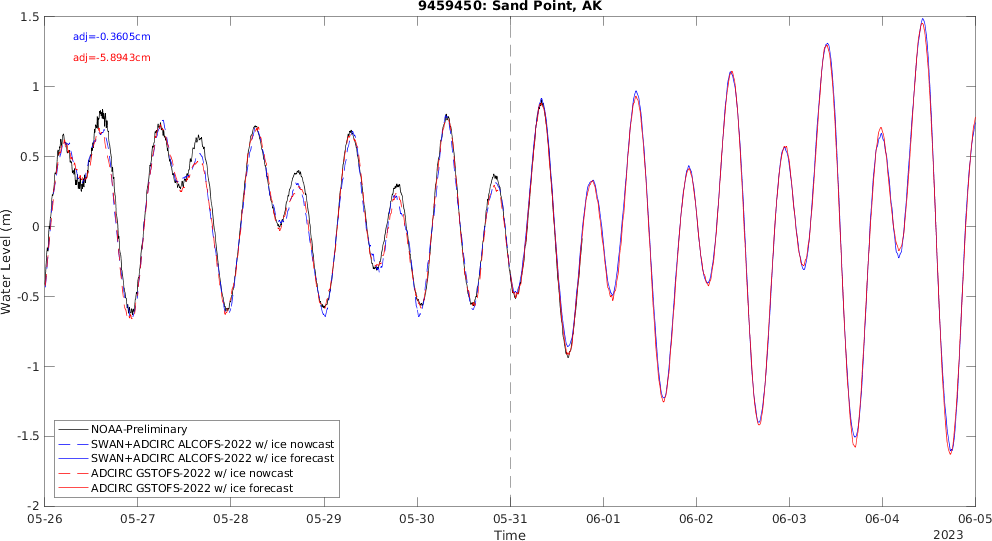 9459450: Sand Point, AK
adj=-0.3605cm
adj=-5.8943cm
Water Level (m)
1.5
1
0.5
0
-0.5
-1
-1.5
-2
NOAA-Preliminary
SWAN+ADCIRC ALCOFS-2022 w/ ice nowcast
SWAN+ADCIRC ALCOFS-2022 w/ ice forecast
ADCIRC GSTOFS-2022 w/ ice nowcast
ADCIRC GSTOFS-2022 w/ ice forecast
05-26 05-27 05-28 05-29 05-30 05-31 06-01 06-02 06-03 06-04 06-05
Time
2023